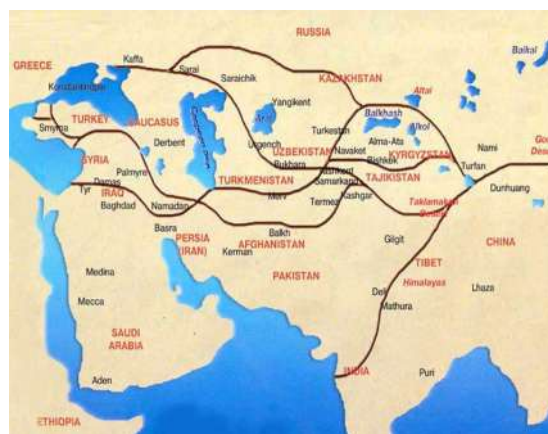 RUSSIA
Baikal
GREECE
Kaffa
Sarai
Saraichik
KAZAKHSTAN
Altai
Konstantinople
Yangikent
Balkhash
Alkol
TURKEY
CAUCASUS
Aral
Smyrna
Derbent
Turkestan
Alma-Ata
Urgench
UZBEKISTAN
Navaket
Nami
SYRIA
Bukhara
Tashkent
Bishkek
KYRGYZSTAN
Turfan
Palmyre
TURKMENISTAN
Samarkand
TAJIKISTAN
Damas
Tyr
IRAQ
Merv
Kashgar
Dunhuang
Baghdad
Namadan
Termez
Taklamakan
Desert
Basra
Balkh
PERSIA
(IRAN)
AFGHANISTAN
Gilgit
CHINA
Kerman
PAKISTAN
TIBET
Medina
Himalayas
Mecca
Deli
Lhaza
Mathura
SAUDI
ARABIA
Aden
INDIA
Puri
ETHIOPIA